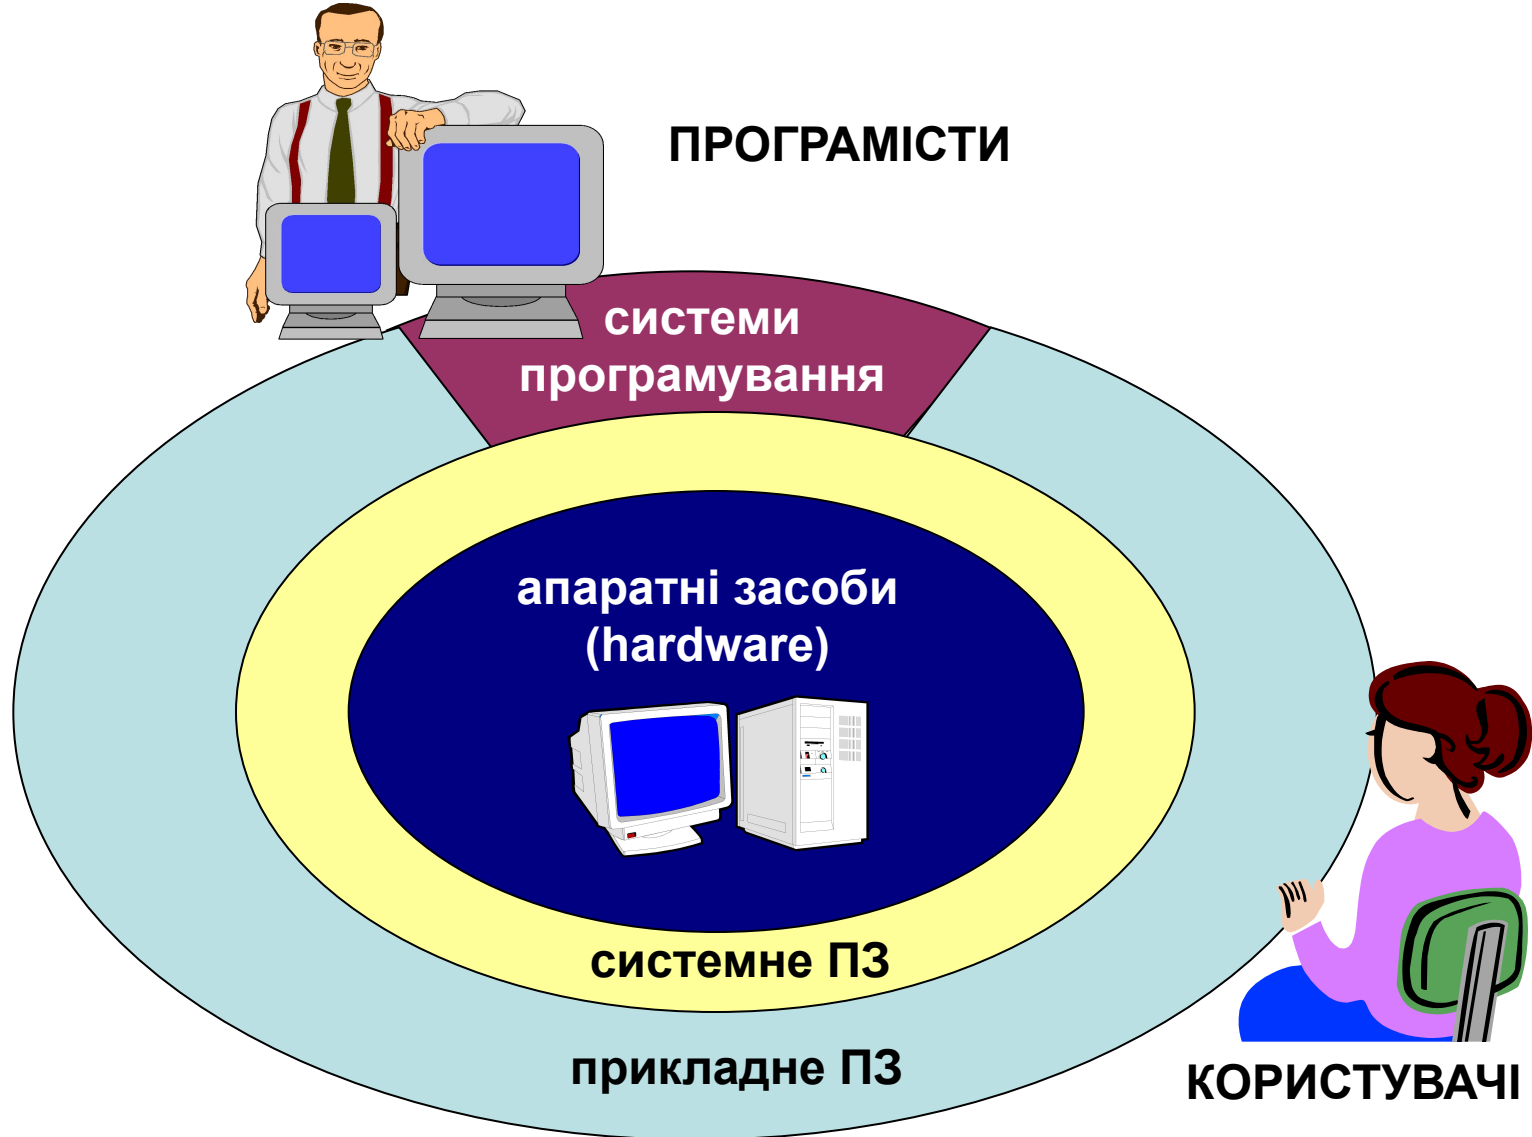 ПРОГРАМІСТИ
системи
програмування
апаратні засоби
(hardware)
системне ПЗ
прикладне ПЗ
КОРИСТУВАЧІ